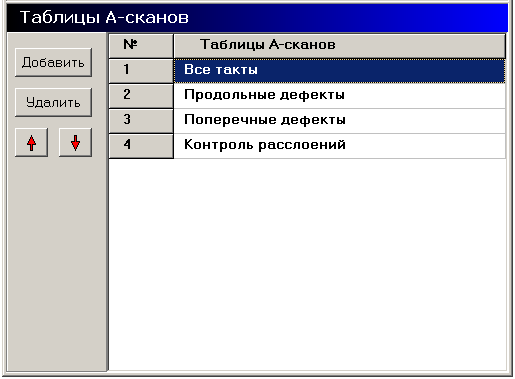 Таблицы А-сканов
Добавить
Удалить
№ Таблицы А-сканов
1 Все такты
2 Продольные дефекты
3 Поперечные дефекты
4 Контроль расслоений